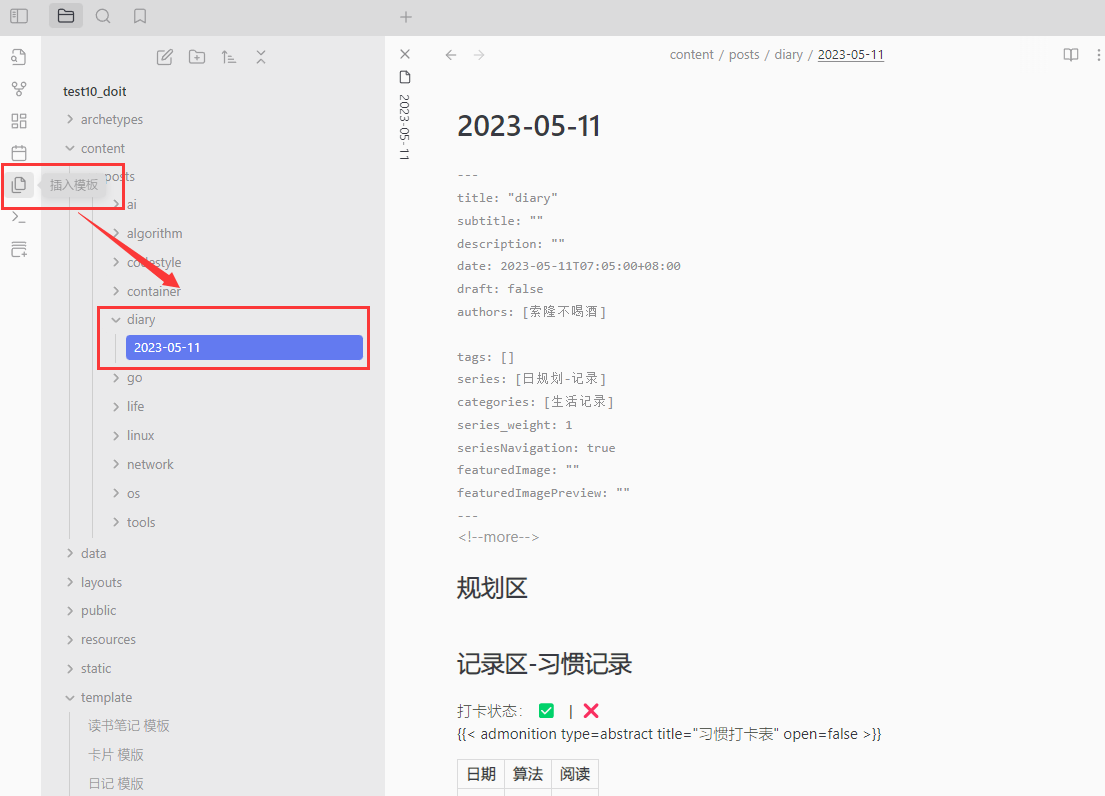 test10_doit
archetypes
content
posts
插入模板
ai
algorithm
codestyle
container
diary
2023-05-11
go
life
linux
network
os
tools
data
layouts
public
resources
static
template
读书笔记 模板
卡片 模版
日记 模版
2023-05-11
content / posts / diary / 2023-05-11
2023-05-11
---
title: "diary"
subtitle: ""
description: ""
date: 2023-05-11T07:05:00+08:00
draft: false
authors: [索隆不喝酒]
tags: []
series: [日规划-记录]
categories: [生活记录]
series_weight: 1
seriesNavigation: true
featuredImage: ""
featuredImagePreview: ""
---
<!--more-->
规划区
记录区-习惯记录
打卡状态： ✅ | ❌
{{< admonition type=abstract title="习惯打卡表" open=false >}}
日期 算法 阅读